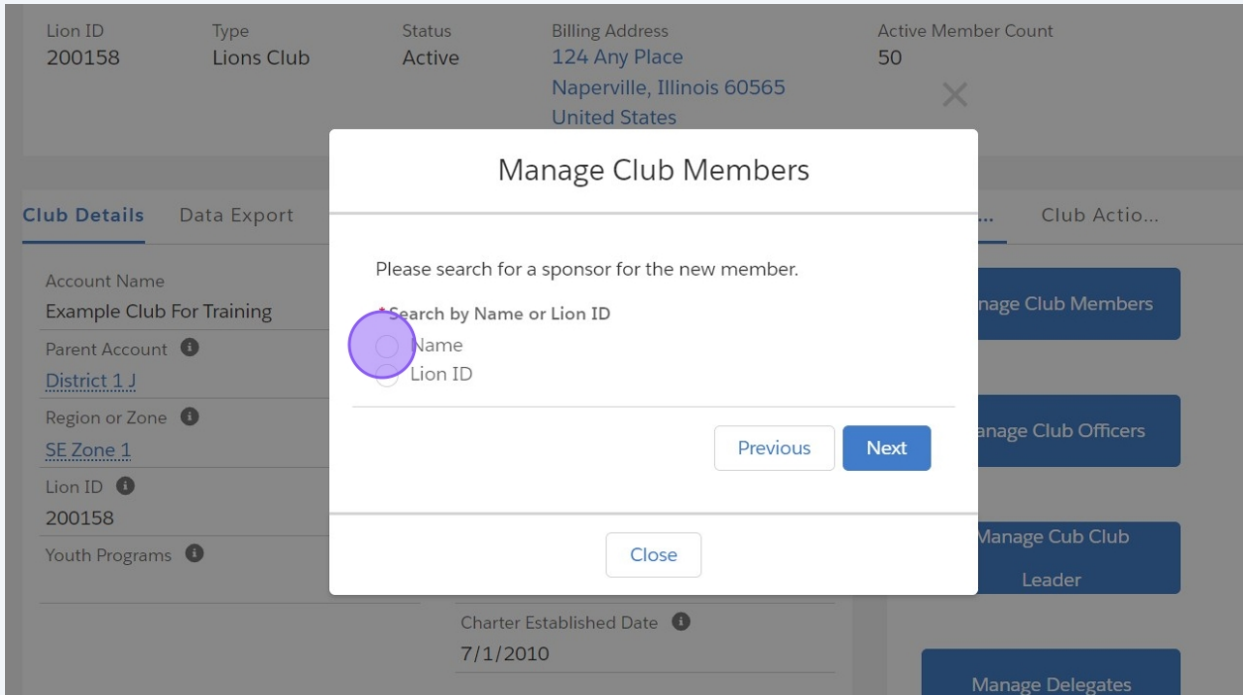 Lion ID
200158
Type
Lions Club
Status
Active
Billing Address
124 Any Place
Naperville, Illinois 60565
United States
Active Member Count
50
Manage Club Members
Club Details
Data Export
...
Club Actio...
Please search for a sponsor for the new member.
*Search by Name or Lion ID
Name
Lion ID
Previous
Next
Close
Account Name
Example Club For Training
Parent Account
District 1 J
Region or Zone
SE Zone 1
Lion ID
200158
Youth Programs
Charter Established Date
7/1/2010
nage Club Members
anage Club Officers
Manage Cub Club
Leader
Manage Delegates